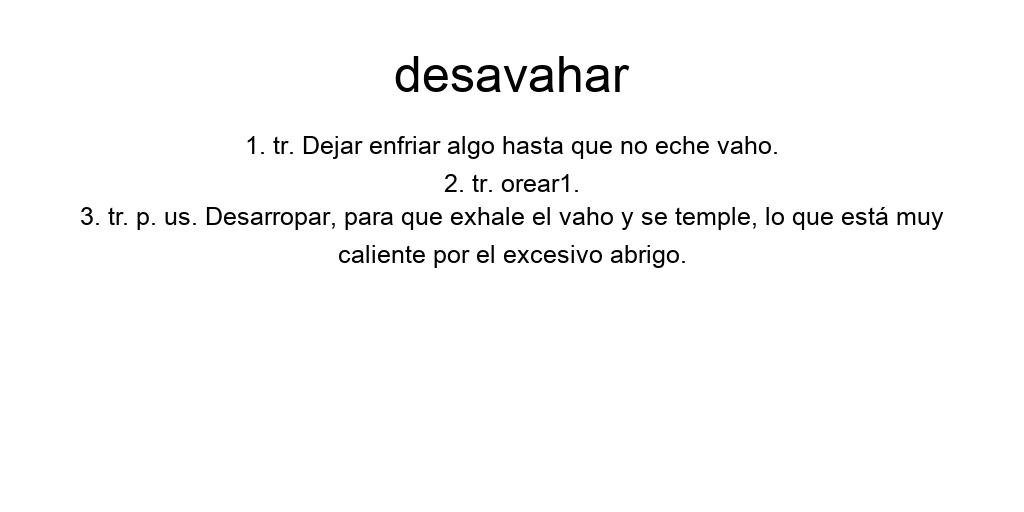 desavahar
1. tr. Dejar enfriar algo hasta que no eche vaho.
2. tr. orear1.
3. tr. p. us. Desarropar, para que exhale el vaho y se temple, lo que está muy
caliente por el excesivo abrigo.